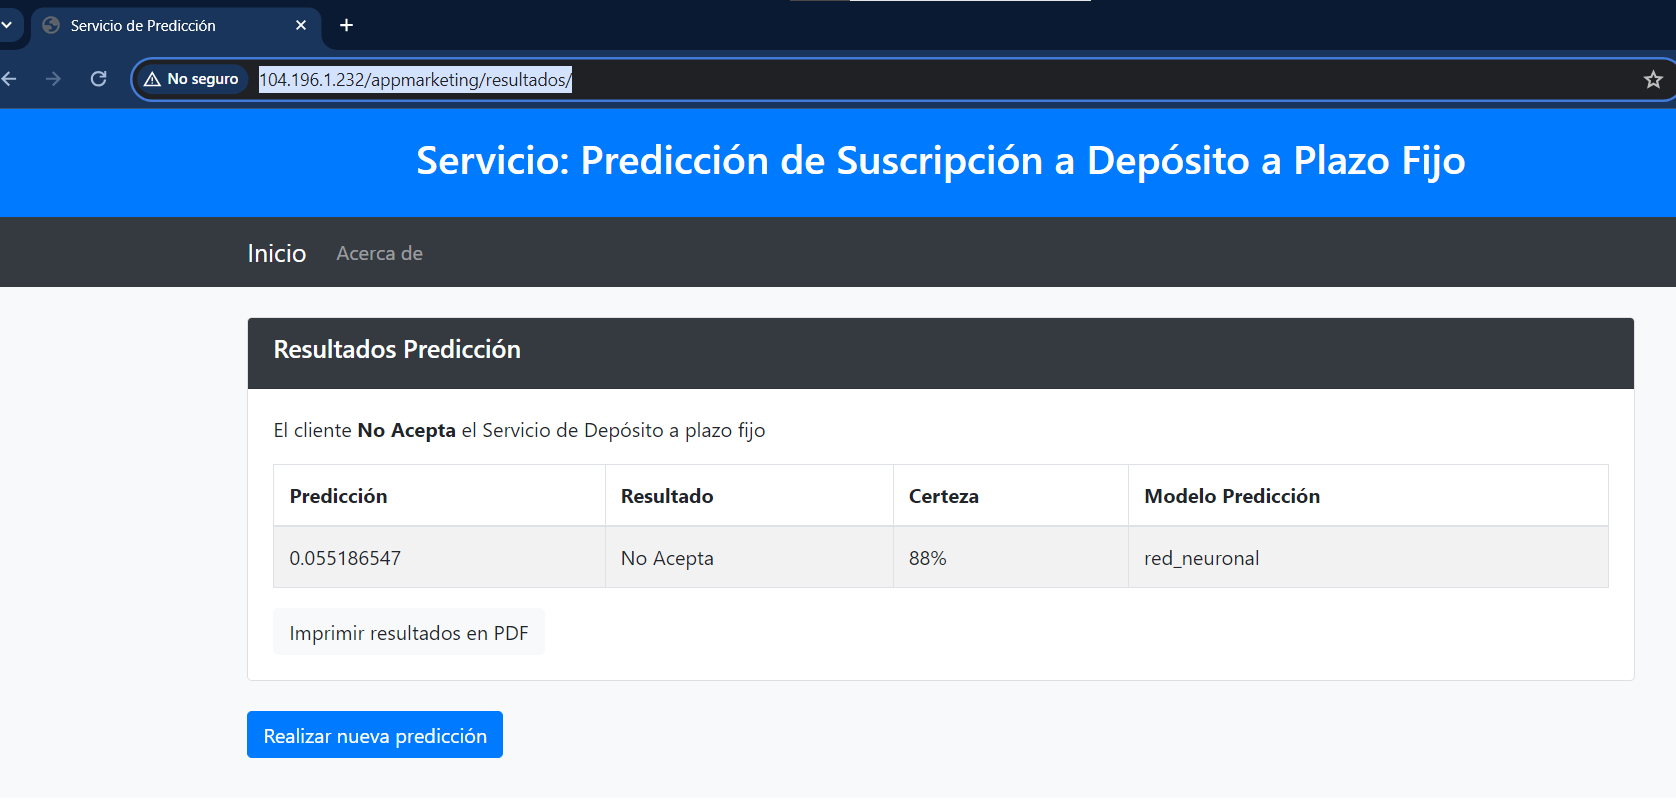 Servicio de Predicción
No seguro 104.196.1.232/appmarketing/resultados/
Servicio: Predicción de Suscripción a Depósito a Plazo Fijo
Inicio Acerca de
Resultados Predicción
El cliente No Acepta el Servicio de Depósito a plazo fijo
Predicción Resultado Certeza Modelo Predicción
0.055186547 No Acepta 88% red_neuronal
Imprimir resultados en PDF
Realizar nueva predicción